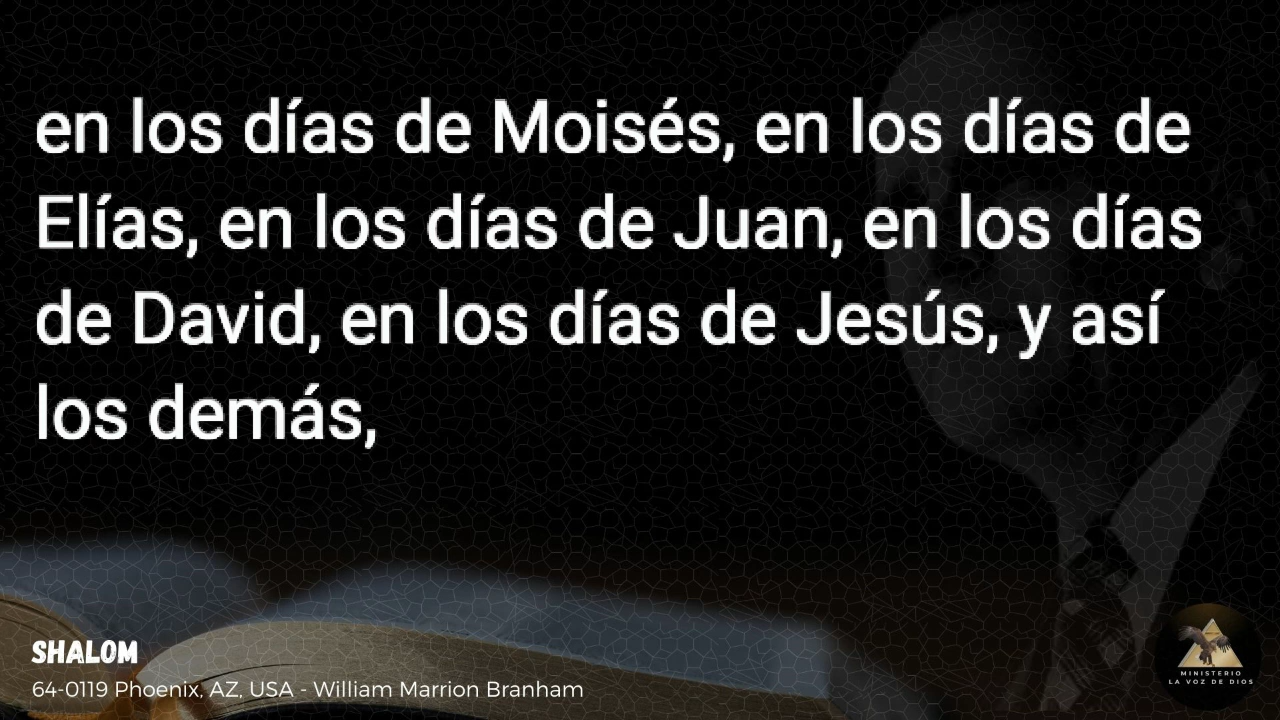 en los días de Moisés, en los días de
Elías, en los días de Juan, en los días
de David, en los días de Jesús, y así
los demás,
SHALOM
64-0119 Phoenix, AZ, USA - William Marrion Branham
MINISTERIO
LA VOZ DE DIOS